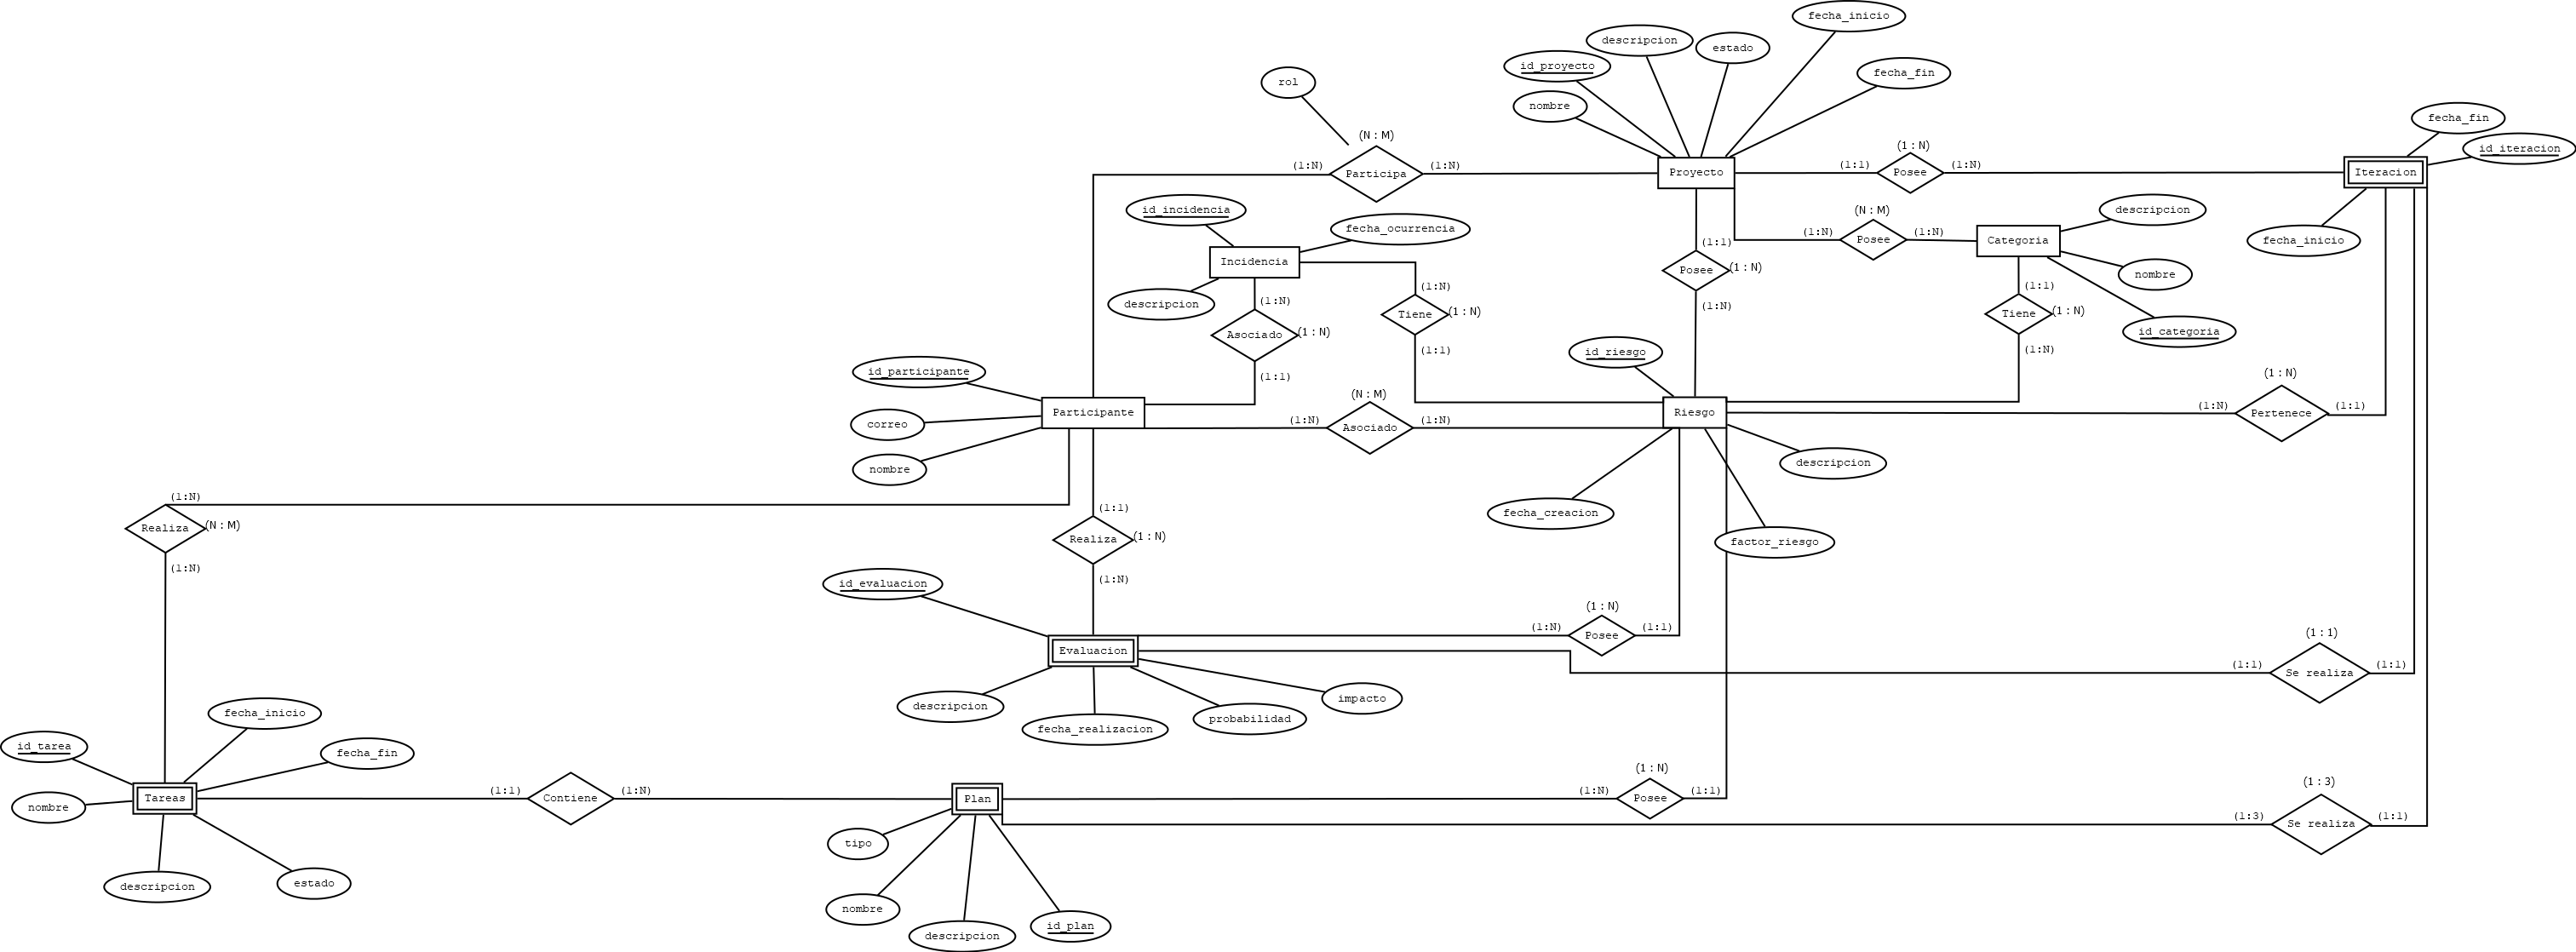 fecha_inicio
descripcion
estado
id_proyecto
fecha_fin
rol
nombre
fecha_fin
(N:M)
(1:N)
id_iteracion
(1:N)
Participa
(1:N)
Proyecto
(1:1)
Posee
(1:N)
Iteracion
id_incidencia
(N:M)
descripcion
fecha_ocurrencia
(1:N)
Posee
(1:N)
Categoria
fecha_inicio
(1:1)
Incidencia
Posee
(1:N)
nombre
(1:N)
(1:1)
descripcion
(1:N)
(1:N)
Tiene
(1:N)
Tiene
(1:N)
Asociado
(1:N)
id_categoria
id_riesgo
(1:1)
(1:N)
id_participante
(1:1)
(1:N)
(N:M)
Participante
Riesgo
(1:N)
Pertenece
(1:1)
correo
(1:N)
Asociado
(1:N)
nombre
descripcion
(1:N)
(1:1)
fecha_creacion
Realiza
(N:M)
Realiza
(1:N)
factor_riesgo
(1:N)
(1:N)
id_evaluacion
(1:N)
(1:N)
Posee
(1:1)
(1:1)
Evaluacion
(1:1)
Se realiza
(1:1)
impacto
descripcion
fecha_realizacion
probabilidad
fecha_inicio
id_tarea
fecha_fin
(1:N)
(1:3)
Tareas
(1:1)
Contiene
(1:N)
Plan
(1:N)
Posee
(1:1)
nombre
(1:3)
Se realiza
(1:1)
tipo
descripcion
estado
nombre
descripcion
id_plan